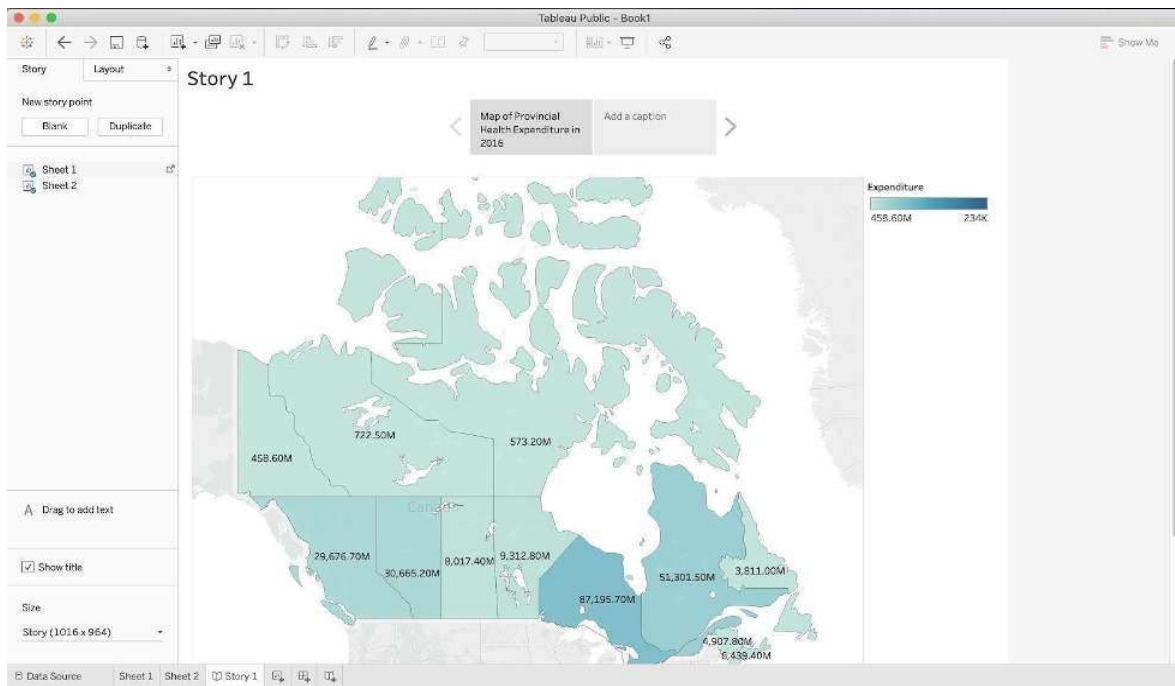 Tableau Public - Book1
Show Me
Story Layout
New story point
Blank Duplicate
Sheet 1
Sheet 2
A Drag to add text
Show title
Size
Story (1016 x 964)
Story 1
Map of Provincial
Health Expenditure in
2016
Add a caption
Expenditure
458.60M 234K
722.50M
573.20M
458.60M
Canada
29,676.70M
30,665.20M
8,017.40M
9,312.80M
87,195.70M
51,301.50M
3,811.00M
4,907.80M
6,439.40M
Data Source Sheet 1 Sheet 2 Story 1